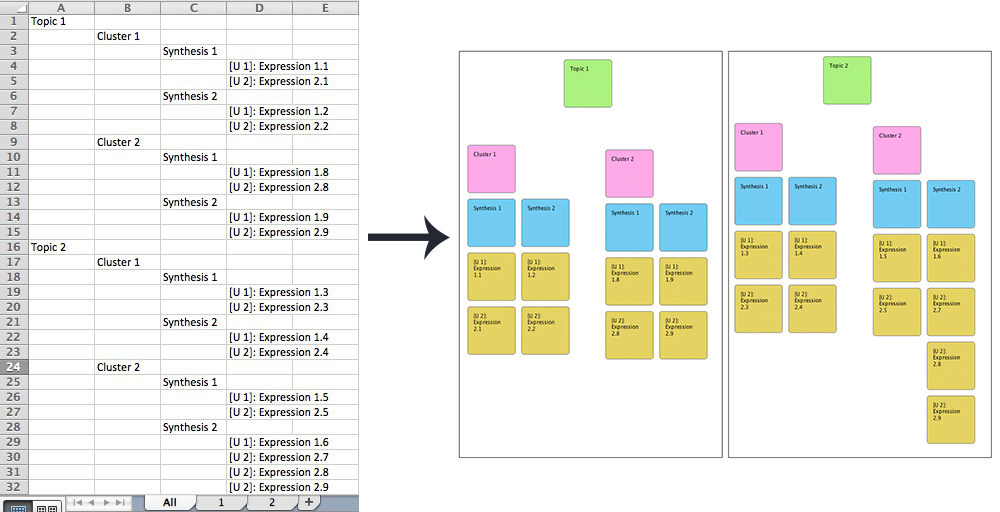 A B C D E
1 Topic 1
2 Cluster 1
3 Synthesis 1
4 [U 1]: Expression 1.1
5 [U 2]: Expression 2.1
6 Synthesis 2
7 [U 1]: Expression 1.2
8 [U 2]: Expression 2.2
9 Cluster 2
10 Synthesis 1
11 [U 1]: Expression 1.8
12 [U 2]: Expression 2.8
13 Synthesis 2
14 [U 1]: Expression 1.9
15 [U 2]: Expression 2.9
16 Topic 2
17 Cluster 1
18 Synthesis 1
19 [U 1]: Expression 1.3
20 [U 2]: Expression 2.3
21 Synthesis 2
22 [U 1]: Expression 1.4
23 [U 2]: Expression 2.4
24 Cluster 2
25 Synthesis 1
26 [U 1]: Expression 1.5
27 [U 2]: Expression 2.5
28 Synthesis 2
29 [U 1]: Expression 1.6
30 [U 2]: Expression 2.7
31 [U 2]: Expression 2.8
32 [U 2]: Expression 2.9
All 1 2 +
Topic 1
Cluster 1 Cluster 2
Synthesis 1 Synthesis 2 Synthesis 1 Synthesis 2
[U 1]: [U 1]: [U 1]: [U 1]:
Expression Expression Expression Expression
1.1 1.2 1.8 1.9
[U 2]: [U 2]: [U 2]: [U 2]:
Expression Expression Expression Expression
2.1 2.2 2.8 2.9
Topic 2
Cluster 1 Cluster 2
Synthesis 1 Synthesis 2 Synthesis 1 Synthesis 2
[U 1]: [U 1]: [U 1]: [U 1]:
Expression Expression Expression Expression
1.3 1.4 1.5 1.6
[U 2]: [U 2]: [U 2]: [U 2]:
Expression Expression Expression Expression
2.3 2.4 2.5 2.7
[U 2]:
Expression
2.8
[U 2]:
Expression
2.9